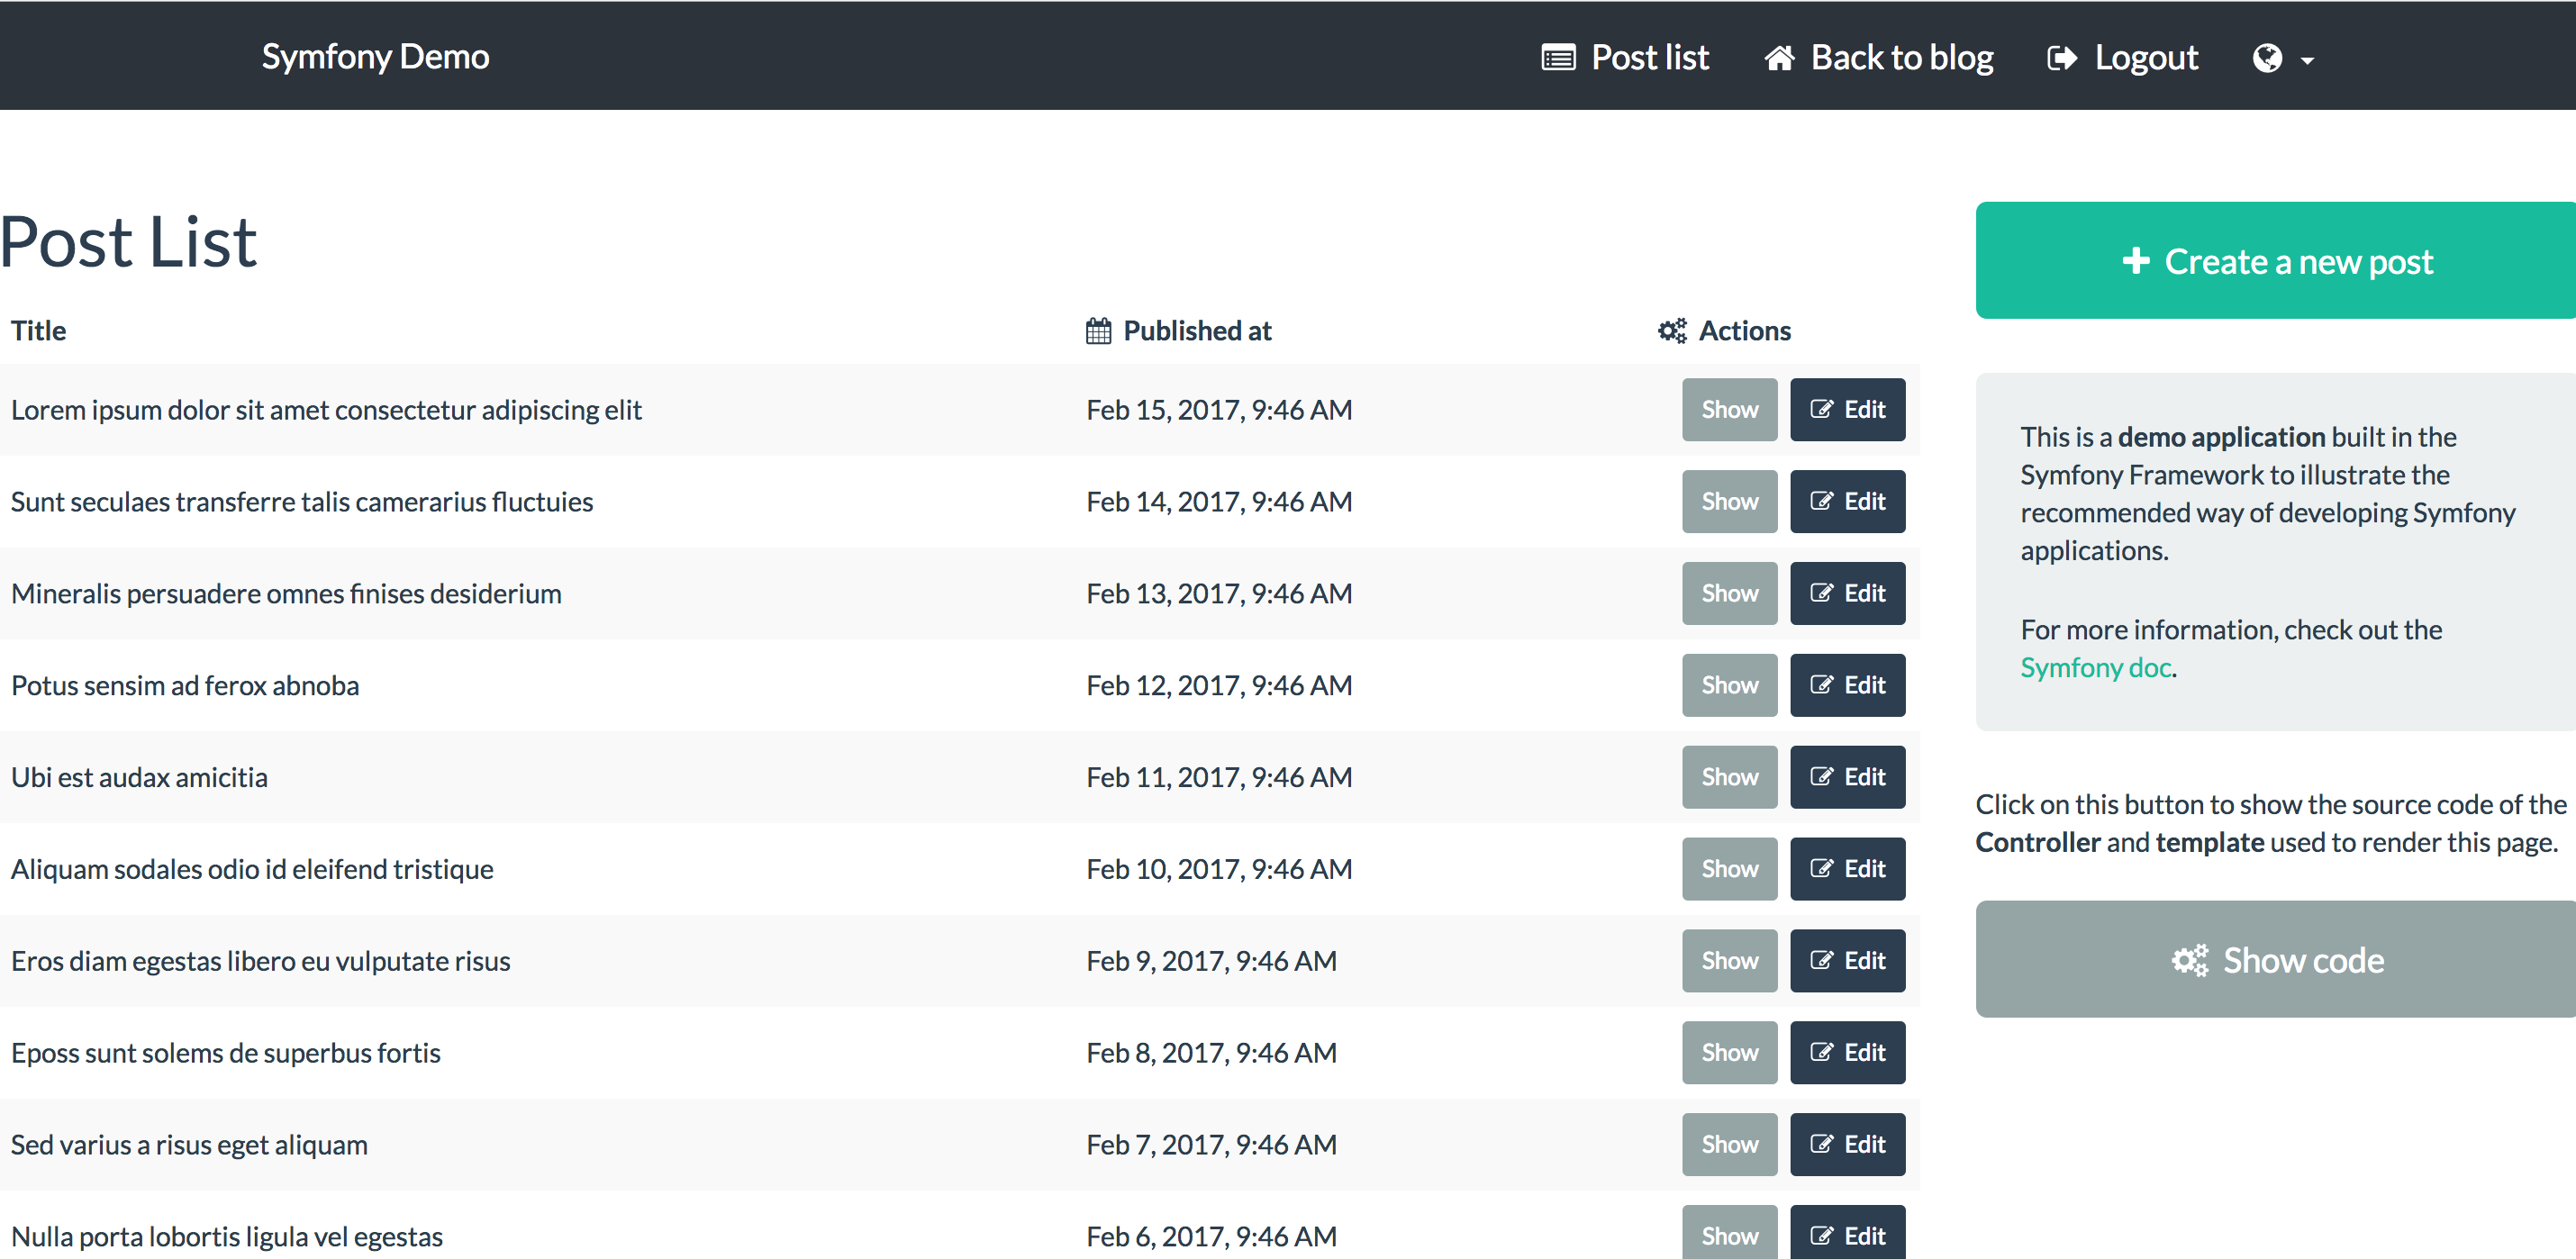 Symfony Demo
Post list
Back to blog
Logout
Post List
Title Published at Actions
Lorem ipsum dolor sit amet consectetur adipiscing elit Feb 15, 2017, 9:46 AM Show Edit
Sunt seculaes transferre talis camerarius fluctuies Feb 14, 2017, 9:46 AM Show Edit
Mineralis persuadere omnes finises desiderium Feb 13, 2017, 9:46 AM Show Edit
Potus sensim ad ferox abnoba Feb 12, 2017, 9:46 AM Show Edit
Ubi est audax amicitia Feb 11, 2017, 9:46 AM Show Edit
Aliquam sodales odio id eleifend tristique Feb 10, 2017, 9:46 AM Show Edit
Eros diam egestas libero eu vulputate risus Feb 9, 2017, 9:46 AM Show Edit
Eposs sunt solems de superbus fortis Feb 8, 2017, 9:46 AM Show Edit
Sed varius a risus eget aliquam Feb 7, 2017, 9:46 AM Show Edit
Nulla porta lobortis ligula vel egestas Feb 6, 2017, 9:46 AM Show Edit
Create a new post
This is a demo application built in the
Symfony Framework to illustrate the
recommended way of developing Symfony
applications.
For more information, check out the
Symfony doc.
Click on this button to show the source code of the
Controller and template used to render this page.
Show code